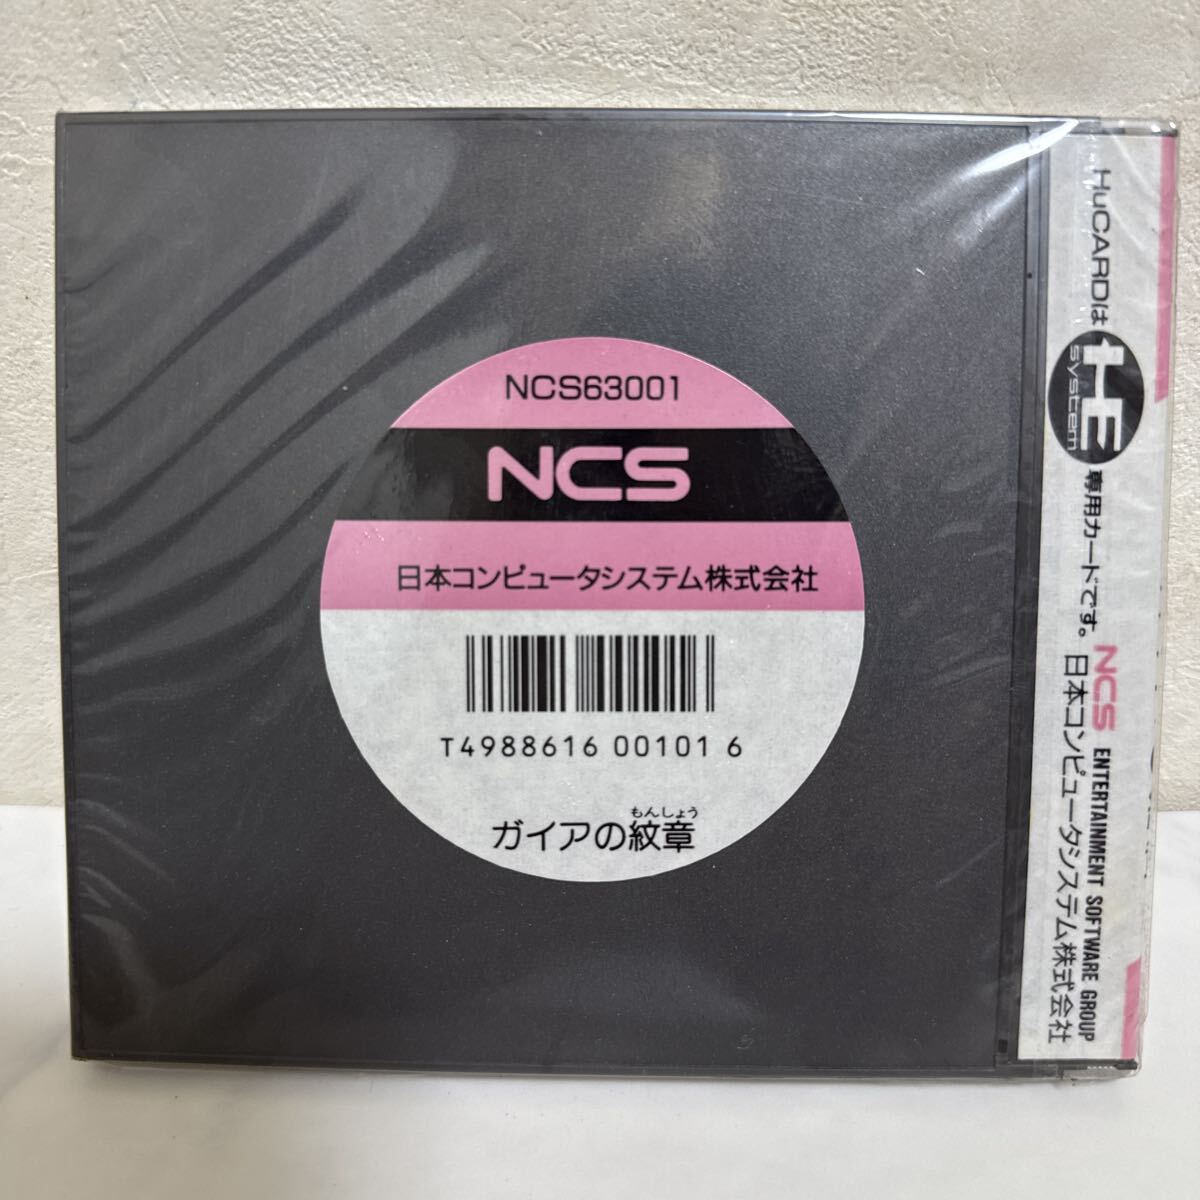 NCS63001
NCS
日本コンピュータシステム株式会社
T4988616 00101 6
もんしょう
ガイアの紋章
HuCARDは HE system 専用カードです。
NCS ENTERTAINMENT SOFTWARE GROUP
日本コンピュータシステム株式会社